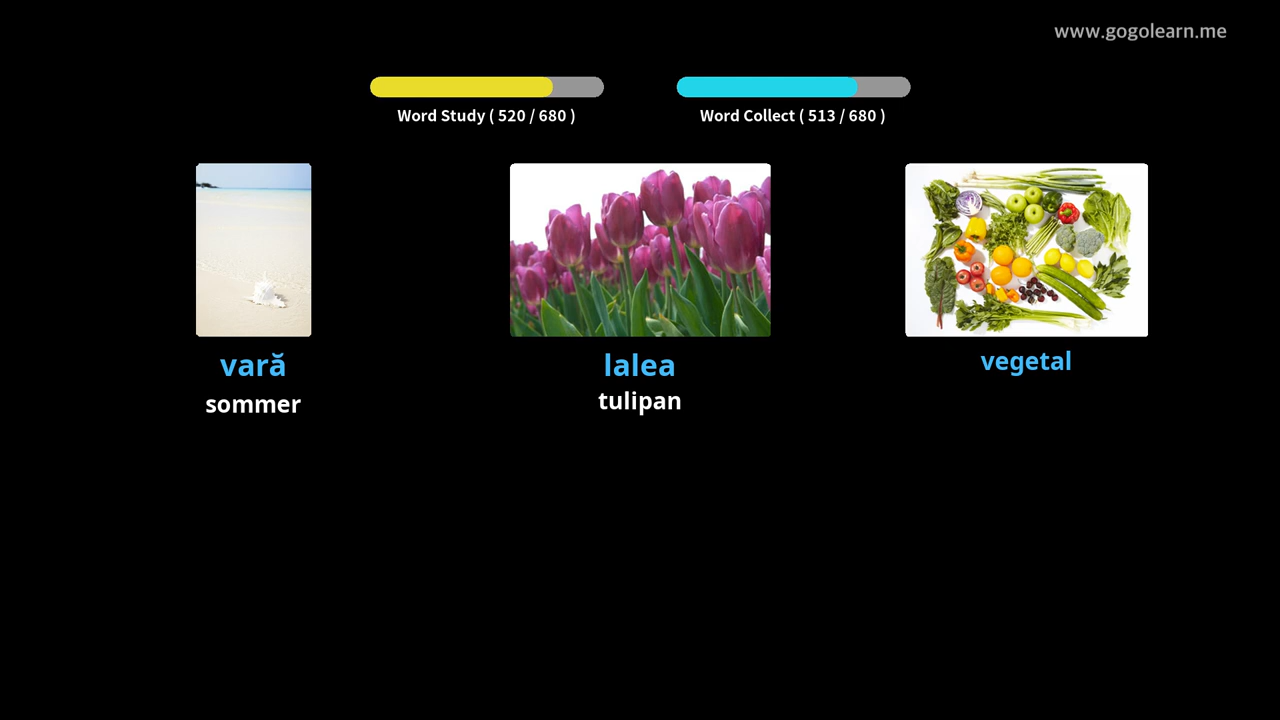 www.gogolearn.me
Word Study ( 520 / 680 )
Word Collect ( 513 / 680 )
vară
sommer
lalea
tulipan
vegetal